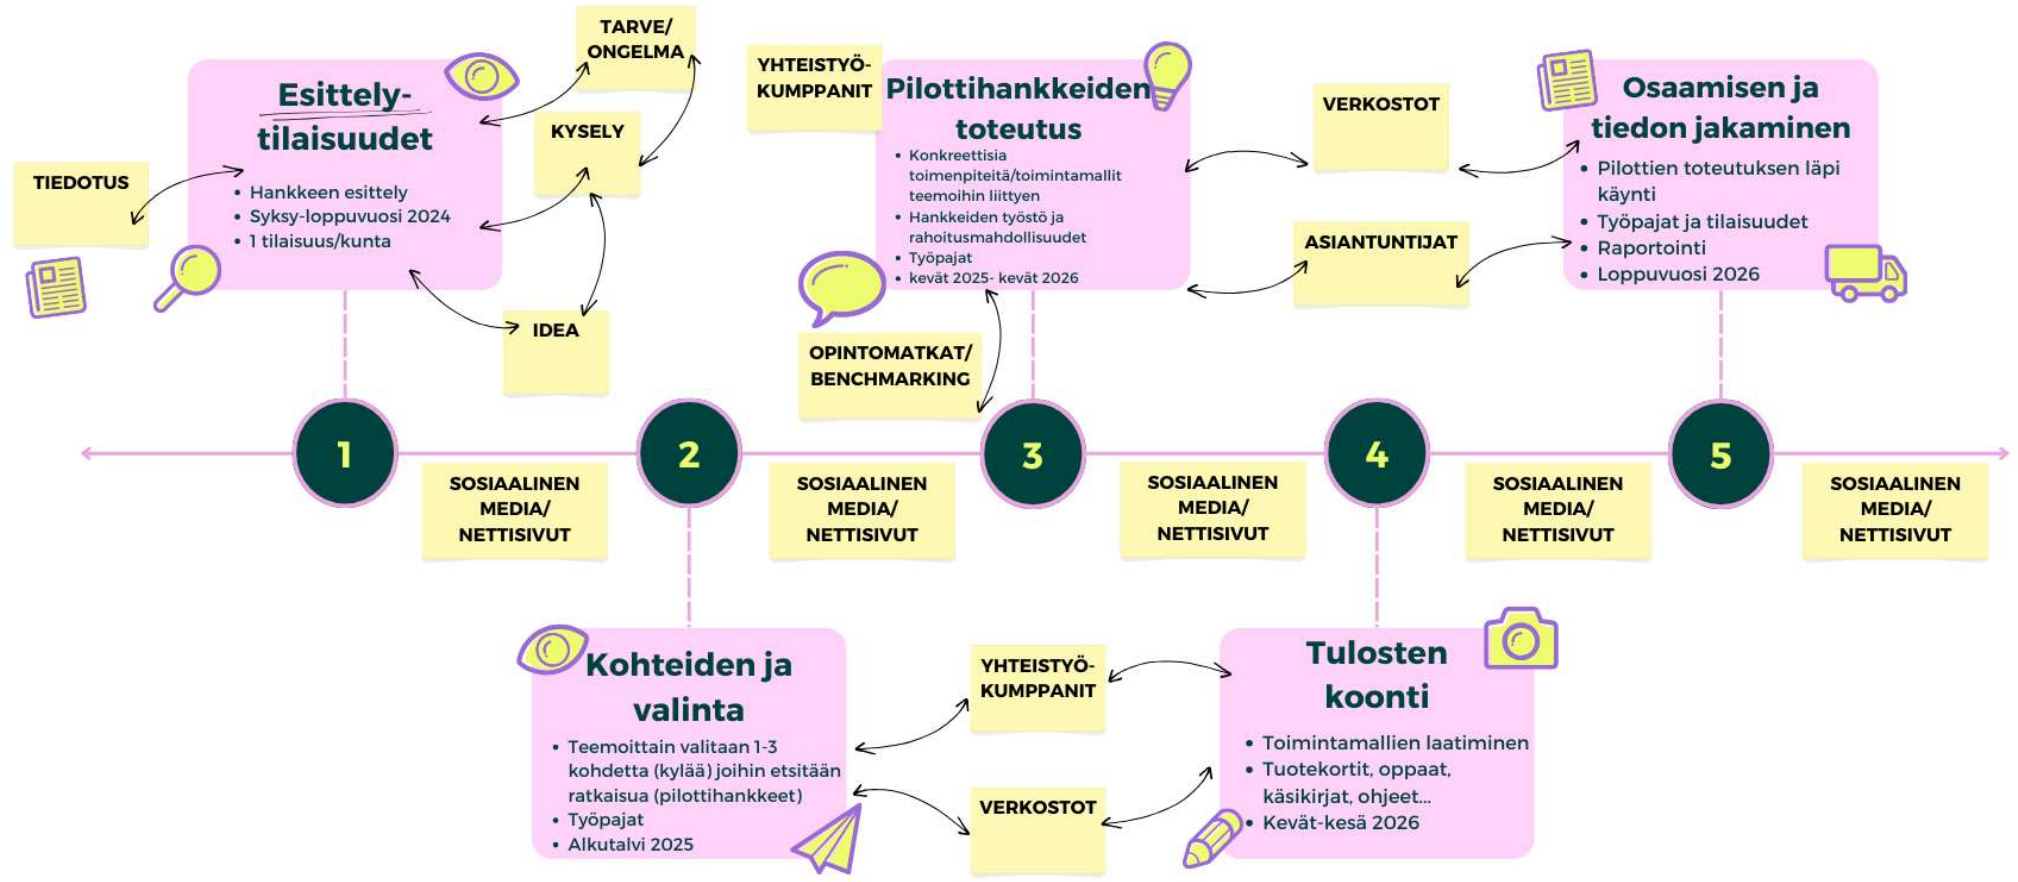 TIEDOTUS
Esittely-
tilaisuudet
Hankkeen esittely
Syksy-loppuvuosi 2024
1 tilaisuus/kunta
TARVE/
ONGELMA
KYSELY
IDEA
YHTEISTYÖ-
KUMPPANIT
Pilottihankkeiden
toteutus
Konkreettisia
toimenpiteitä/toimintamallit
teemoihin liittyen
Hankkeiden työstö ja
rahoitusmahdollisuudet
Työpajat
kevät 2025- kevät 2026
OPINTOMATKAT/
BENCHMARKING
VERKOSTOT
ASIANTUNTIJAT
Osaamisen ja
tiedon jakaminen
Pilottien toteutuksen läpi
käynti
Työpajat ja tilaisuudet
Raportointi
Loppuvuosi 2026
1
2
3
4
5
SOSIAALINEN
MEDIA/
NETTISIVUT
SOSIAALINEN
MEDIA/
NETTISIVUT
SOSIAALINEN
MEDIA/
NETTISIVUT
SOSIAALINEN
MEDIA/
NETTISIVUT
SOSIAALINEN
MEDIA/
NETTISIVUT
Kohteiden ja
valinta
Teemoittain valitaan 1-3
kohdetta (kylää) joihin etsitään
ratkaisua (pilottihankkeet)
Työpajat
Alkutalvi 2025
YHTEISTYÖ-
KUMPPANIT
VERKOSTOT
Tulosten
koonti
Toimintamallien laatiminen
Tuotekortit, oppaat,
käsikirjat, ohjeet...
Kevät-kesä 2026